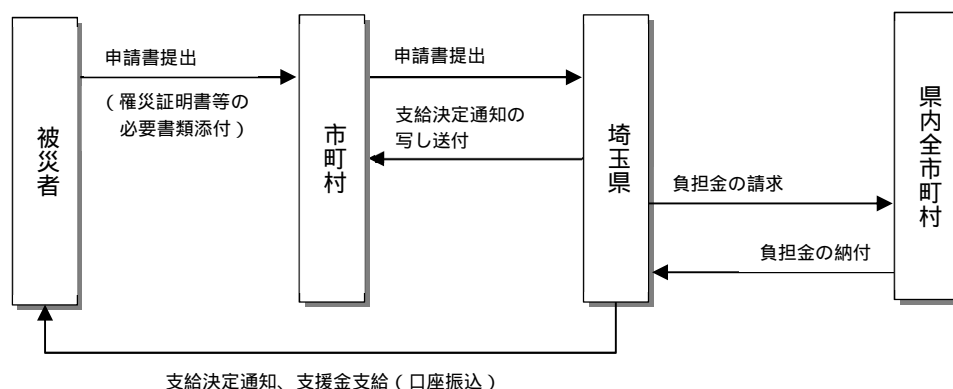 被災者
申請書提出
（罹災証明書等の
必要書類添付）
市町村
申請書提出
支給決定通知の
写し送付
埼玉県
負担金の請求
負担金の納付
県内全市町村
支給決定通知、支援金支給（口座振込）